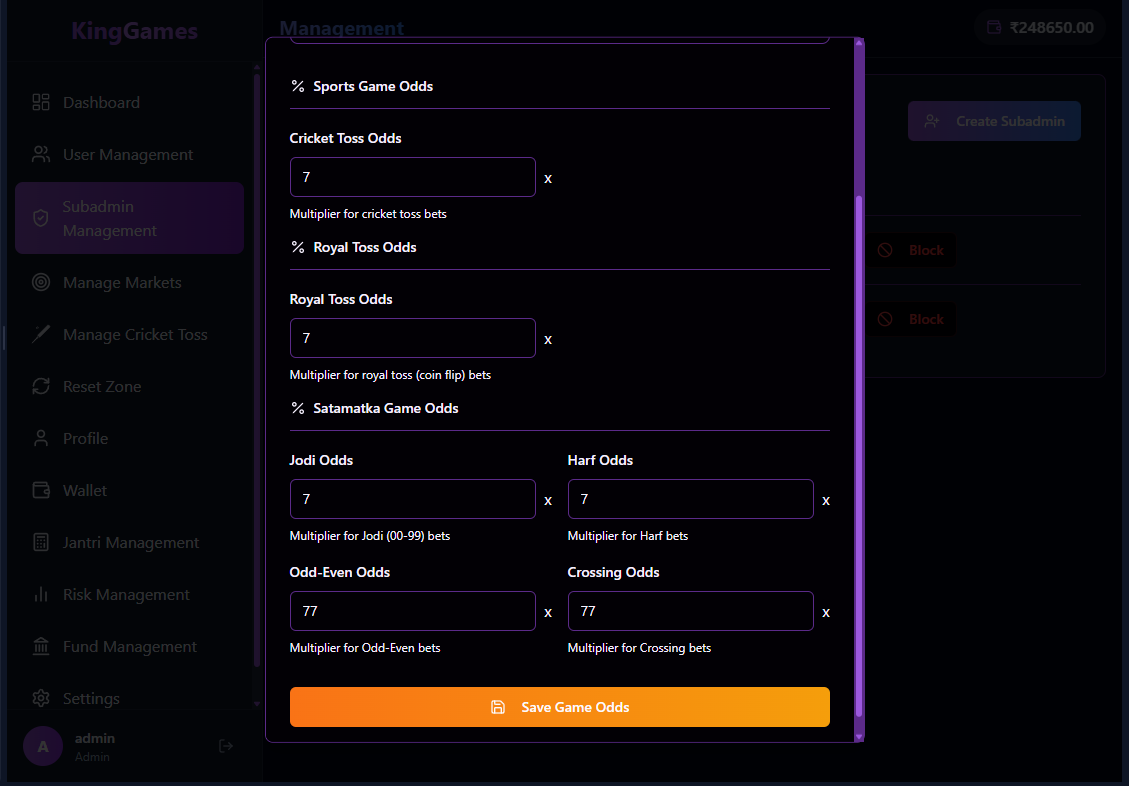 KingGames
Management
₹248650.00
Dashboard
User Management
Subadmin
Management
Manage Markets
Manage Cricket Toss
Reset Zone
Profile
Wallet
Jantri Management
Risk Management
Fund Management
Settings
A
admin
Admin
Create Subadmin
Block
Block
Sports Game Odds
Cricket Toss Odds
7 x
Multiplier for cricket toss bets
Royal Toss Odds
Royal Toss Odds
7 x
Multiplier for royal toss (coin flip) bets
Satamatka Game Odds
Jodi Odds Harf Odds
7 x 7 x
Multiplier for Jodi (00-99) bets Multiplier for Harf bets
Odd-Even Odds Crossing Odds
77 x 77 x
Multiplier for Odd-Even bets Multiplier for Crossing bets
Save Game Odds